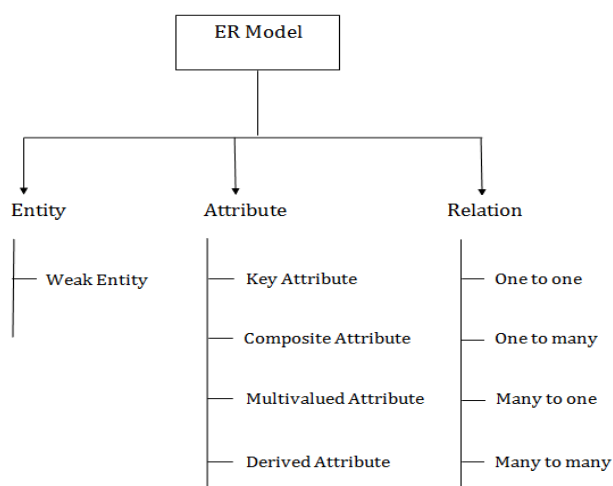 ER Model
Entity
Attribute
Relation
Weak Entity
Key Attribute
One to one
Composite Attribute
One to many
Multivalued Attribute
Many to one
Derived Attribute
Many to many